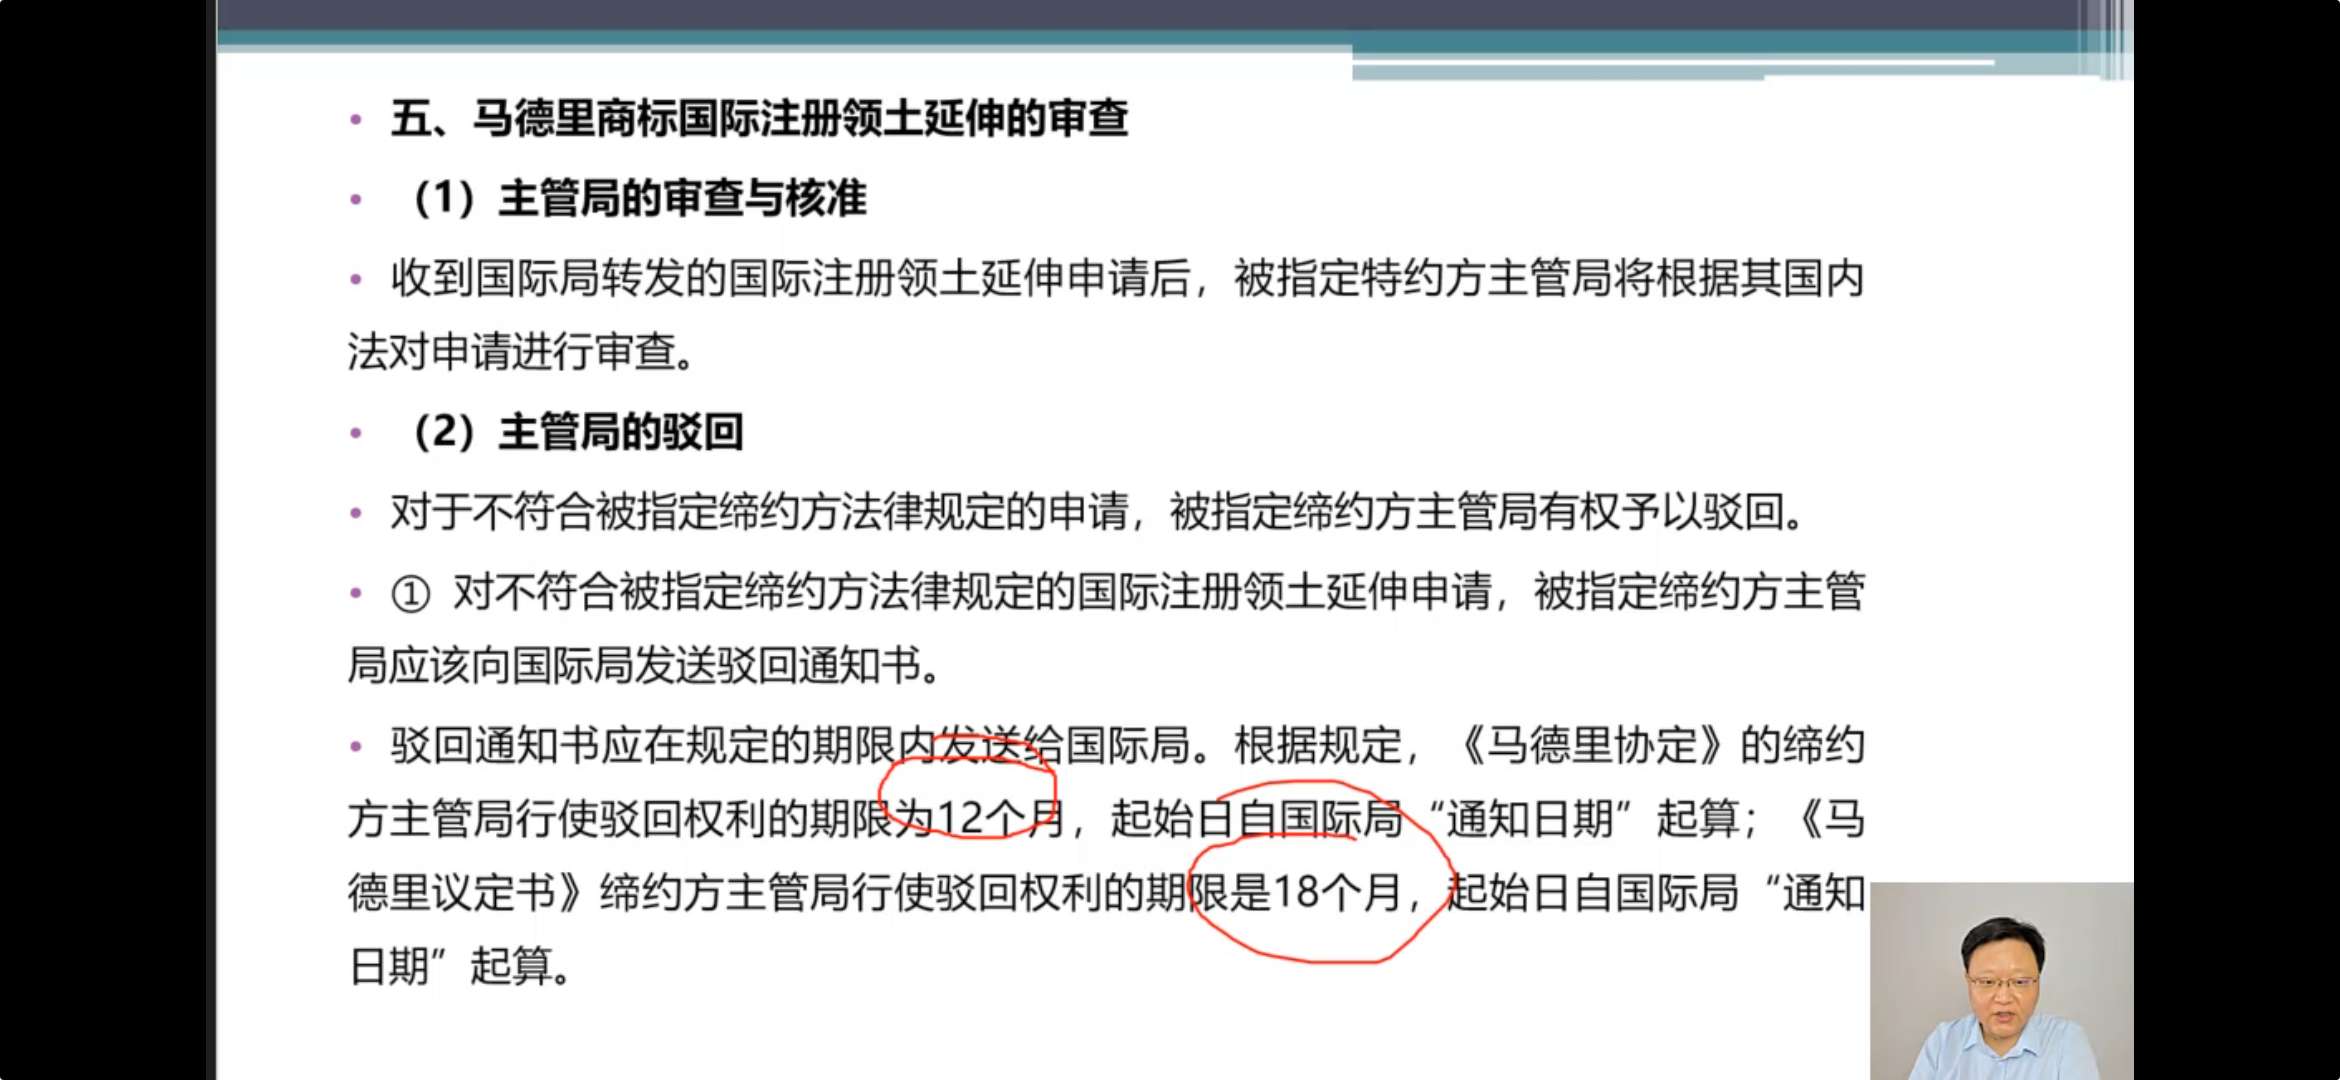 • 五、马德里商标国际注册领土延伸的审查
• （1）主管局的审查与核准
• 收到国际局转发的国际注册领土延伸申请后，被指定特约方主管局将根据其国内
法对申请进行审查。
• （2）主管局的驳回
• 对于不符合被指定缔约方法律规定的申请，被指定缔约方主管局有权予以驳回。
• ① 对不符合被指定缔约方法律规定的国际注册领土延伸申请，被指定缔约方主管
局应该向国际局发送驳回通知书。
• 驳回通知书应在规定的期限内发送给国际局。根据规定，《马德里协定》的缔约
方主管局行使驳回权利的期限为12个月，起始日自国际局“通知日期”起算；《马
德里议定书》缔约方主管局行使驳回权利的期限是18个月，起始日自国际局“通知
日期”起算。